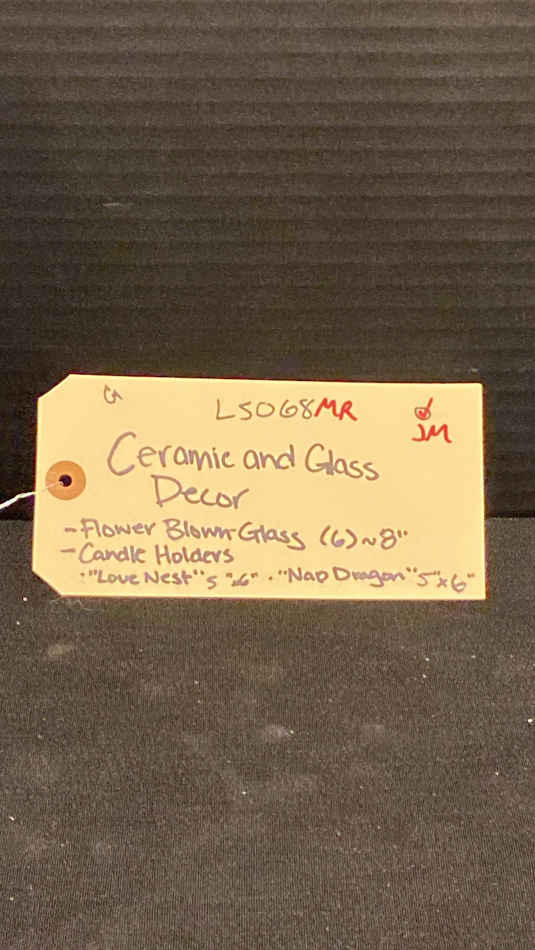 LS068MR
JM
Ceramic and Glass
Decor
- Flower Blown Glass (6) ~8"
- Candle Holders
· "Love Nest" 5"x6" · "Nap Dragon" 5"x6"